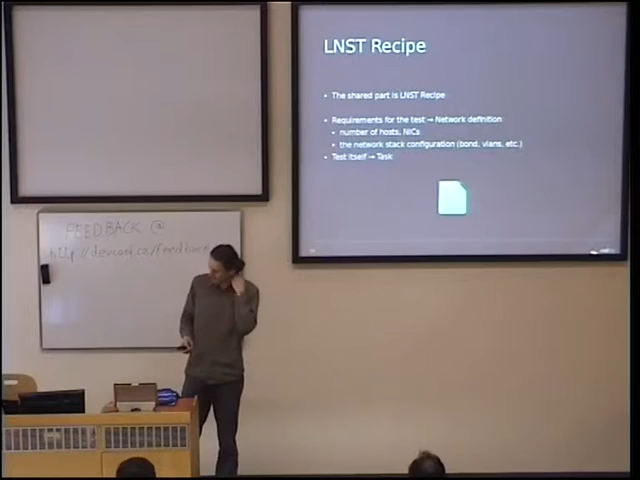 LNST Recipe
• The shared part is LNST Recipe
• Requirements for the test → Network definition
• number of hosts, NICs
• the network stack configuration (bond, vlans, etc.)
• Test itself → Task
FEEDBACK @
http://devconf.cz/feedback